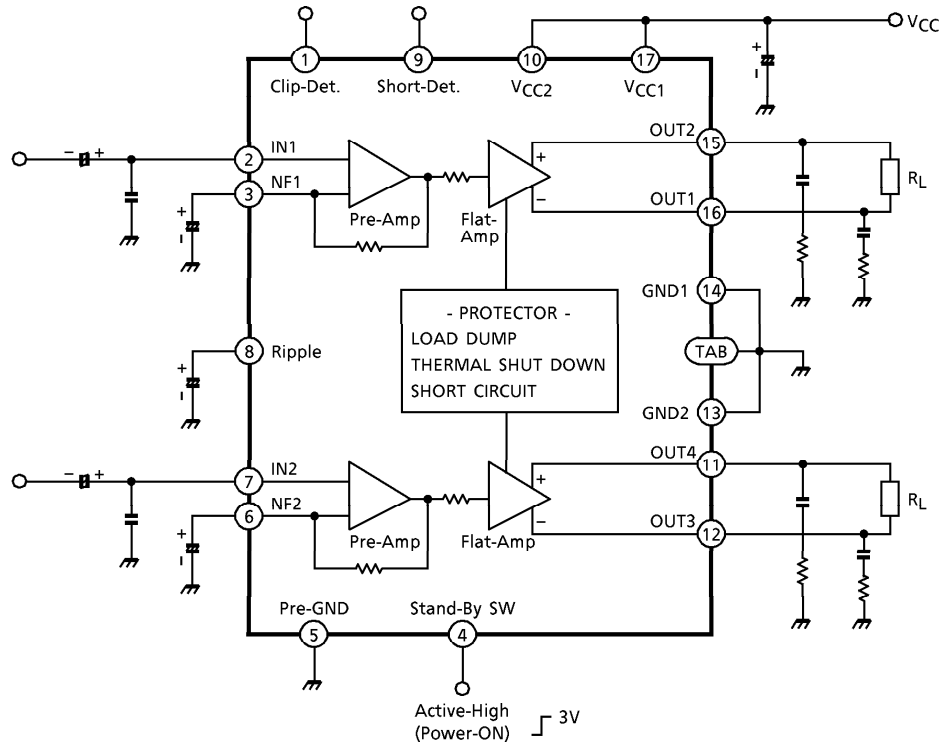 VCC
1
9
10
17
Clip-Det.
Short-Det.
VCC2
VCC1
OUT2
15
- +
IN1
2
+
3
NF1
-
RL
+
-
Pre-Amp
Flat-
Amp
OUT1
16
+
-
GND1
14
- PROTECTOR -
LOAD DUMP
THERMAL SHUT DOWN
SHORT CIRCUIT
8
Ripple
TAB
+
-
GND2
13
OUT4
11
- +
IN2
7
+
6
NF2
-
RL
+
-
Pre-Amp
Flat-Amp
OUT3
12
Pre-GND
Stand-By SW
5
4
Active-High
(Power-ON)
3V